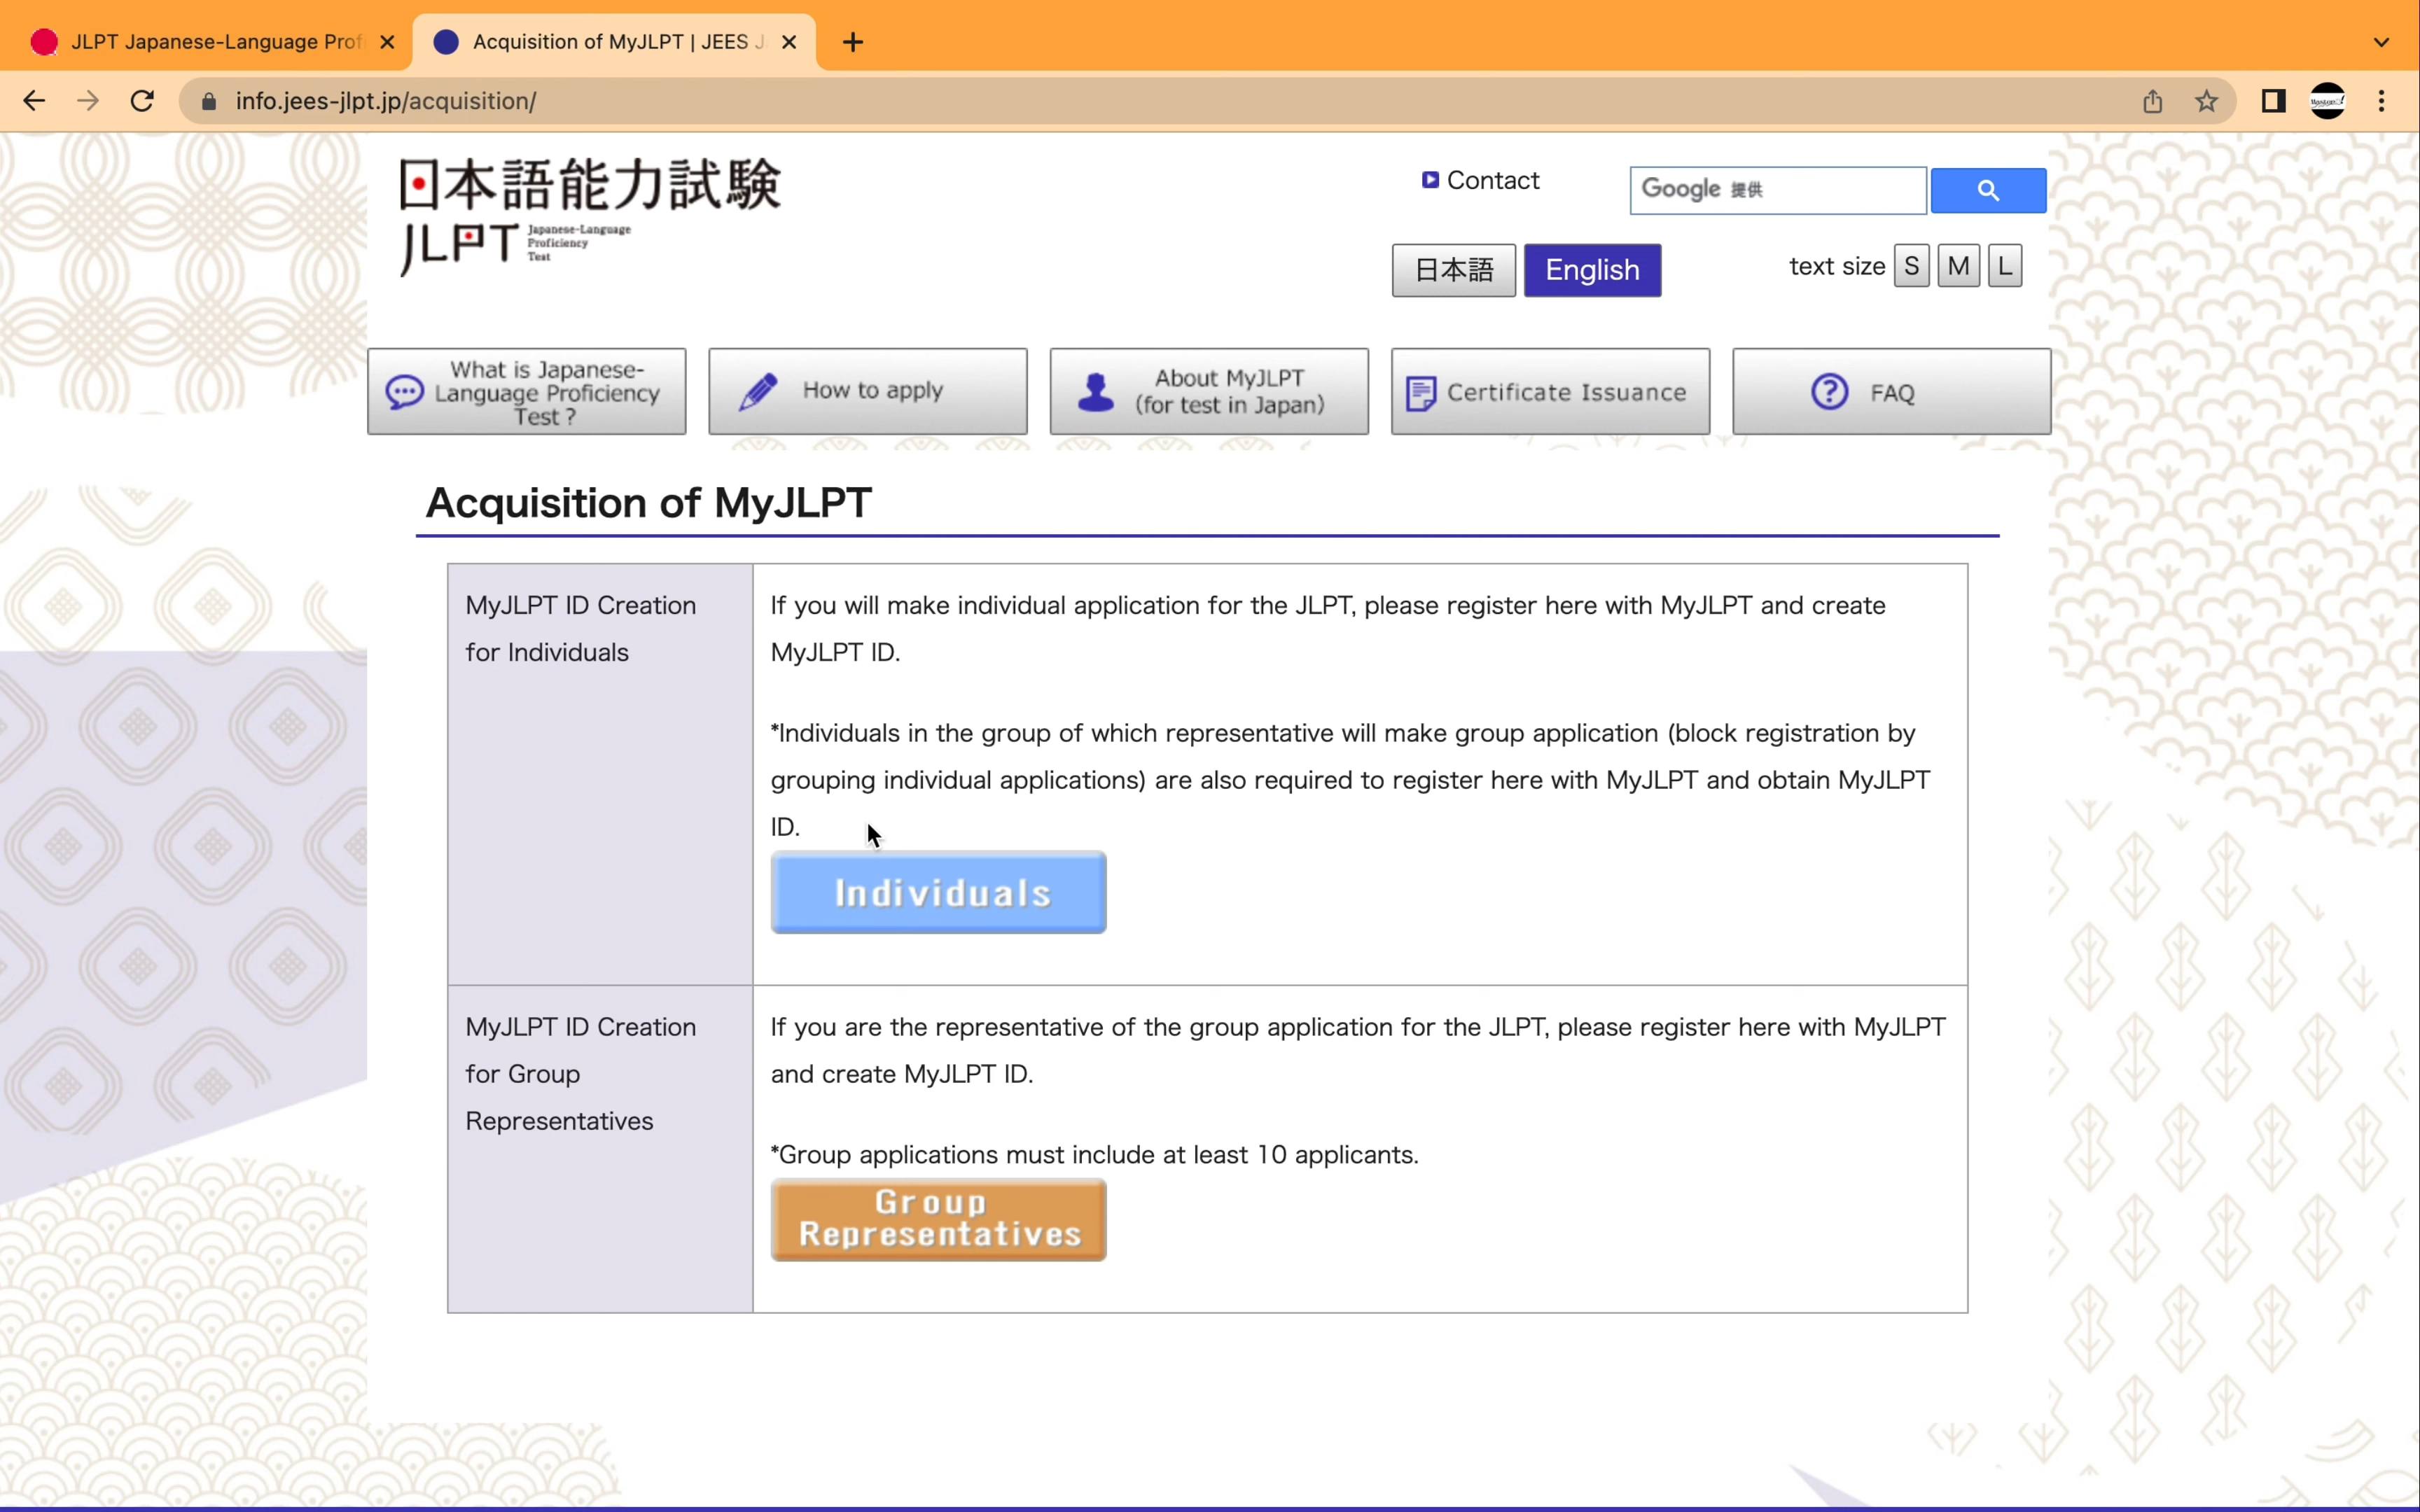 JLPT Japanese-Language Prof
Acquisition of MyJLPT | JEES J
info.jees-jlpt.jp/acquisition/
日本語能力試験
JLPT Japanese-Language
Proficiency
Test
Contact
Google 提供
日本語
English
text size S M L
What is Japanese-
Language Proficiency
Test ?
How to apply
About MyJLPT
(for test in Japan)
Certificate Issuance
FAQ
Acquisition of MyJLPT
MyJLPT ID Creation
for Individuals
If you will make individual application for the JLPT, please register here with MyJLPT and create
MyJLPT ID.
*Individuals in the group of which representative will make group application (block registration by
grouping individual applications) are also required to register here with MyJLPT and obtain MyJLPT
ID.
Individuals
MyJLPT ID Creation
for Group
Representatives
If you are the representative of the group application for the JLPT, please register here with MyJLPT
and create MyJLPT ID.
*Group applications must include at least 10 applicants.
Group
Representatives